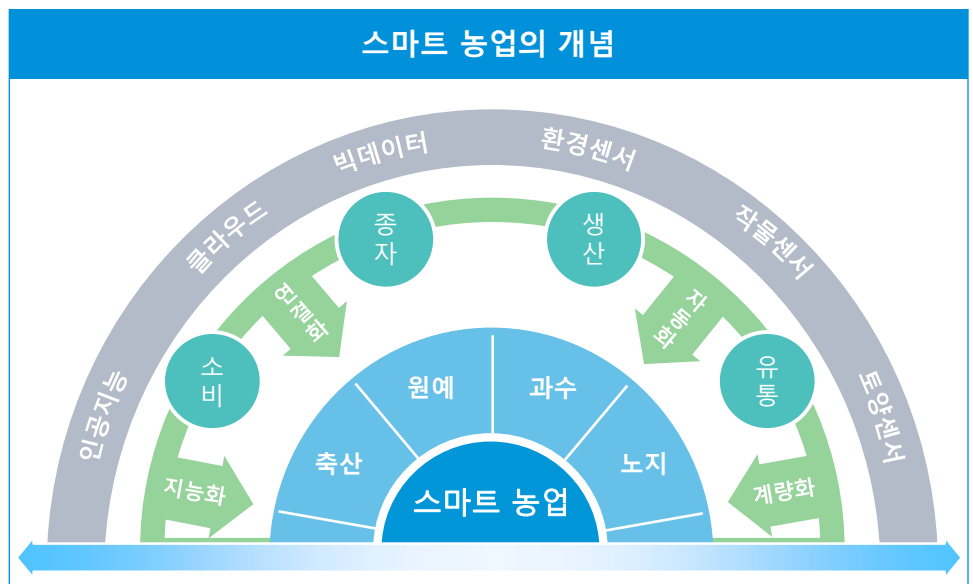 스마트 농업의 개념
인공지능
클라우드
빅데이터
환경센서
작물센서
토양센서
소비
종자
생산
유통
지능화
연결화
자동화
계량화
축산
원예
과수
노지
스마트 농업